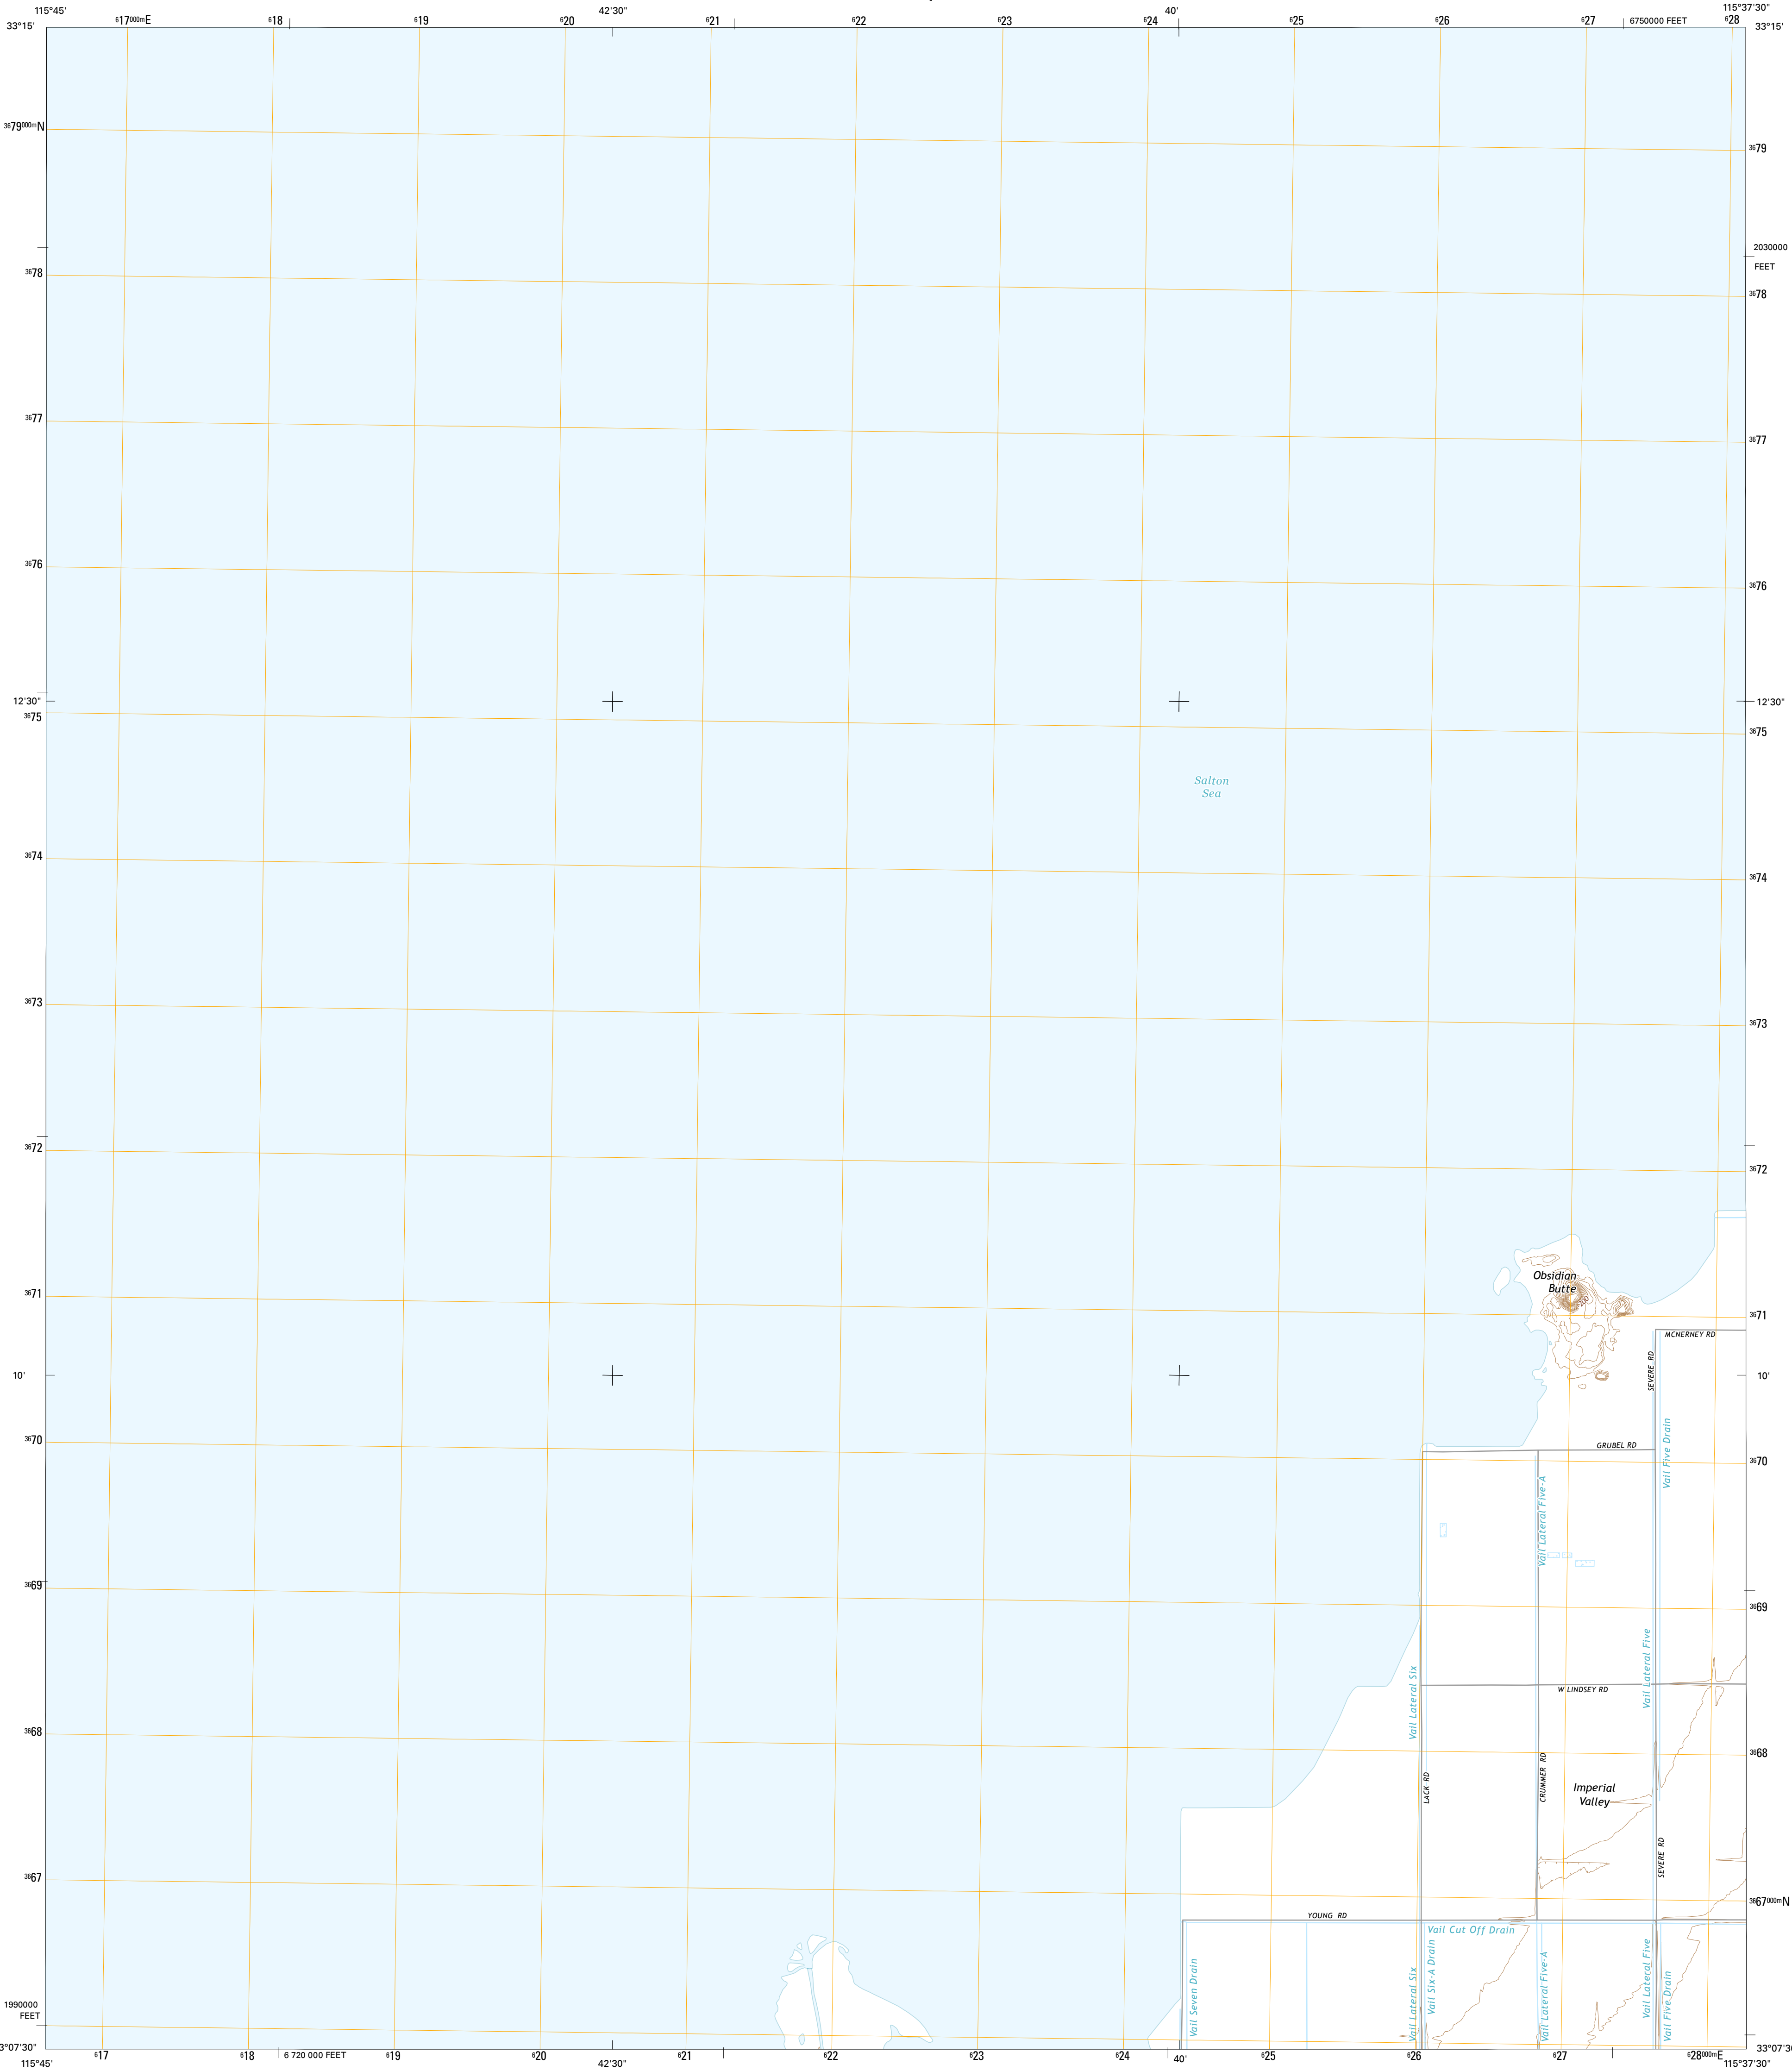 115°45'
42'30"
40'
115°37'30"
617000mE
618
619
620
621
622
623
624
625
626
627
6750000 FEET
628
33°15'
33°15'
3679000mN
3679
2030000
FEET
3678
3678
3677
3677
3676
3676
12'30"
12'30"
3675
3675
Salton
Sea
3674
3674
3673
3673
3672
3672
Obsidian
Butte
200
3671
3671
MCNERNEY RD
SEVERE RD
10'
10'
Vail Five Drain
3670
GRUBEL RD
3670
Vail Lateral Five-A
3669
3669
Vail Lateral Six
Vail Lateral Five
W LINDSEY RD
3668
3668
LACK RD
CRUMMER RD
Imperial
Valley
SEVERE RD
3667
3667000mN
YOUNG RD
Vail Cut Off Drain
Vail Seven Drain
Vail Lateral Six
Vail Six-A Drain
Vail Lateral Five-A
Vail Lateral Five
Vail Five Drain
1990000
FEET
3°07'30"
33°07'3
617
618
6 720 000 FEET
619
620
621
622
623
624
625
626
627
628000mE
115°45'
42'30"
40'
115°37'30"